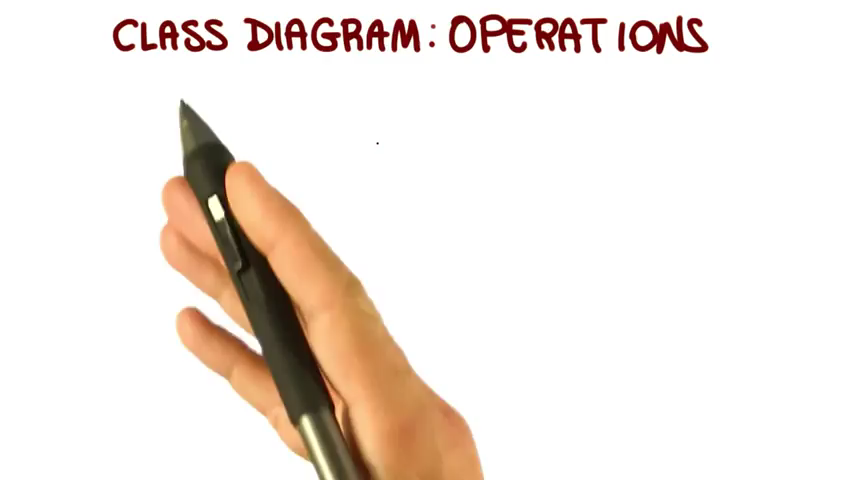 CLASS DIAGRAM: OPERATIONS